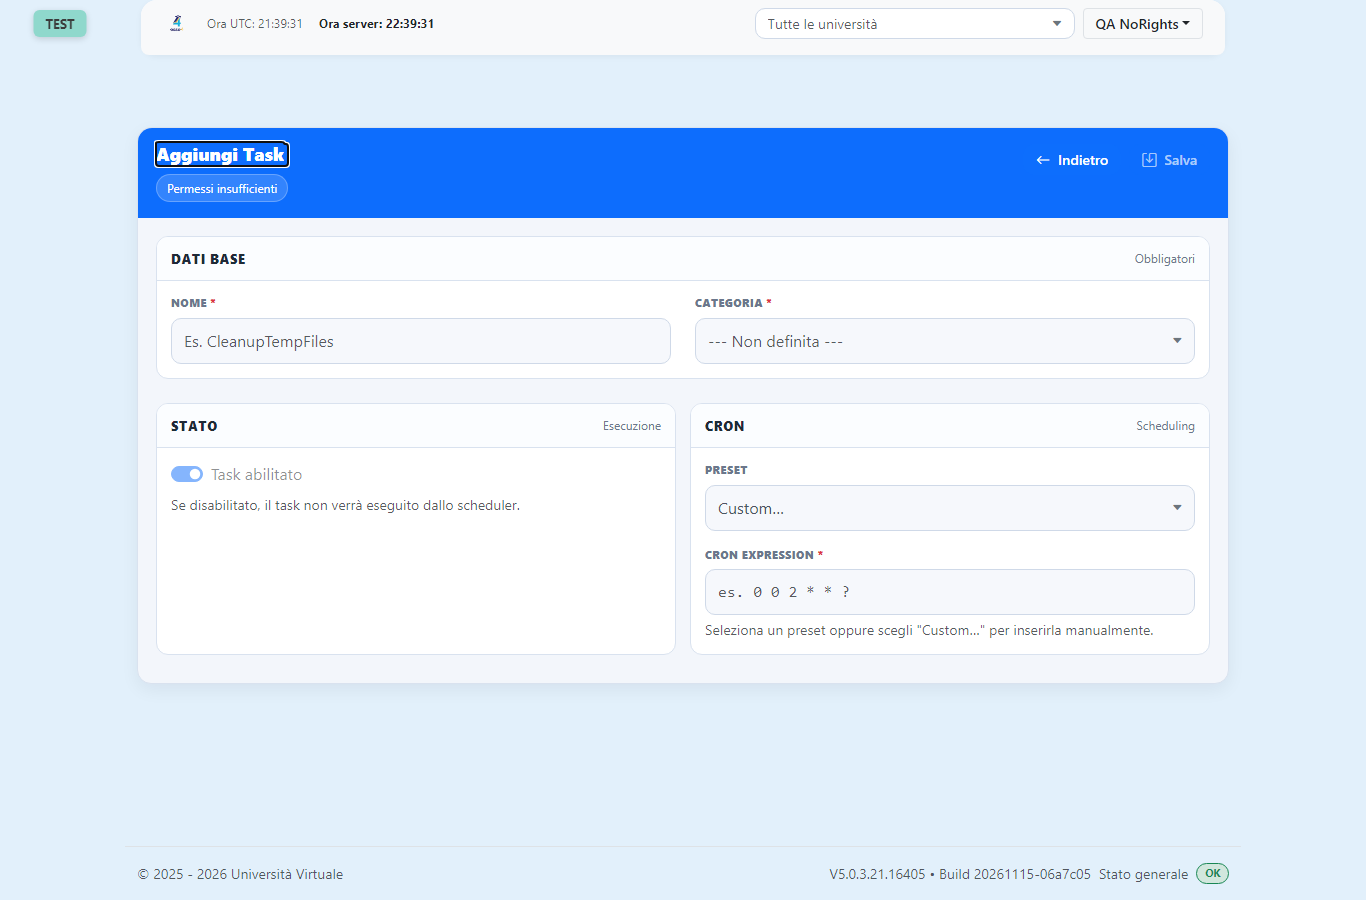 TEST
Ora UTC: 21:39:31 Ora server: 22:39:31 Tutte le università QA NoRights
Aggiungi Task
← Indietro Salva
Permessi insufficienti
DATI BASE Obbligatori
NOME * CATEGORIA *
Es. CleanupTempFiles --- Non definita ---
STATO Esecuzione
Task abilitato
Se disabilitato, il task non verrà eseguito dallo scheduler.
CRON Scheduling
PRESET
Custom...
CRON EXPRESSION *
es. 0 0 2 * * ?
Seleziona un preset oppure scegli "Custom..." per inserirla manualmente.
© 2025 - 2026 Università Virtuale V5.0.3.21.16405 • Build 20261115-06a7c05 Stato generale OK